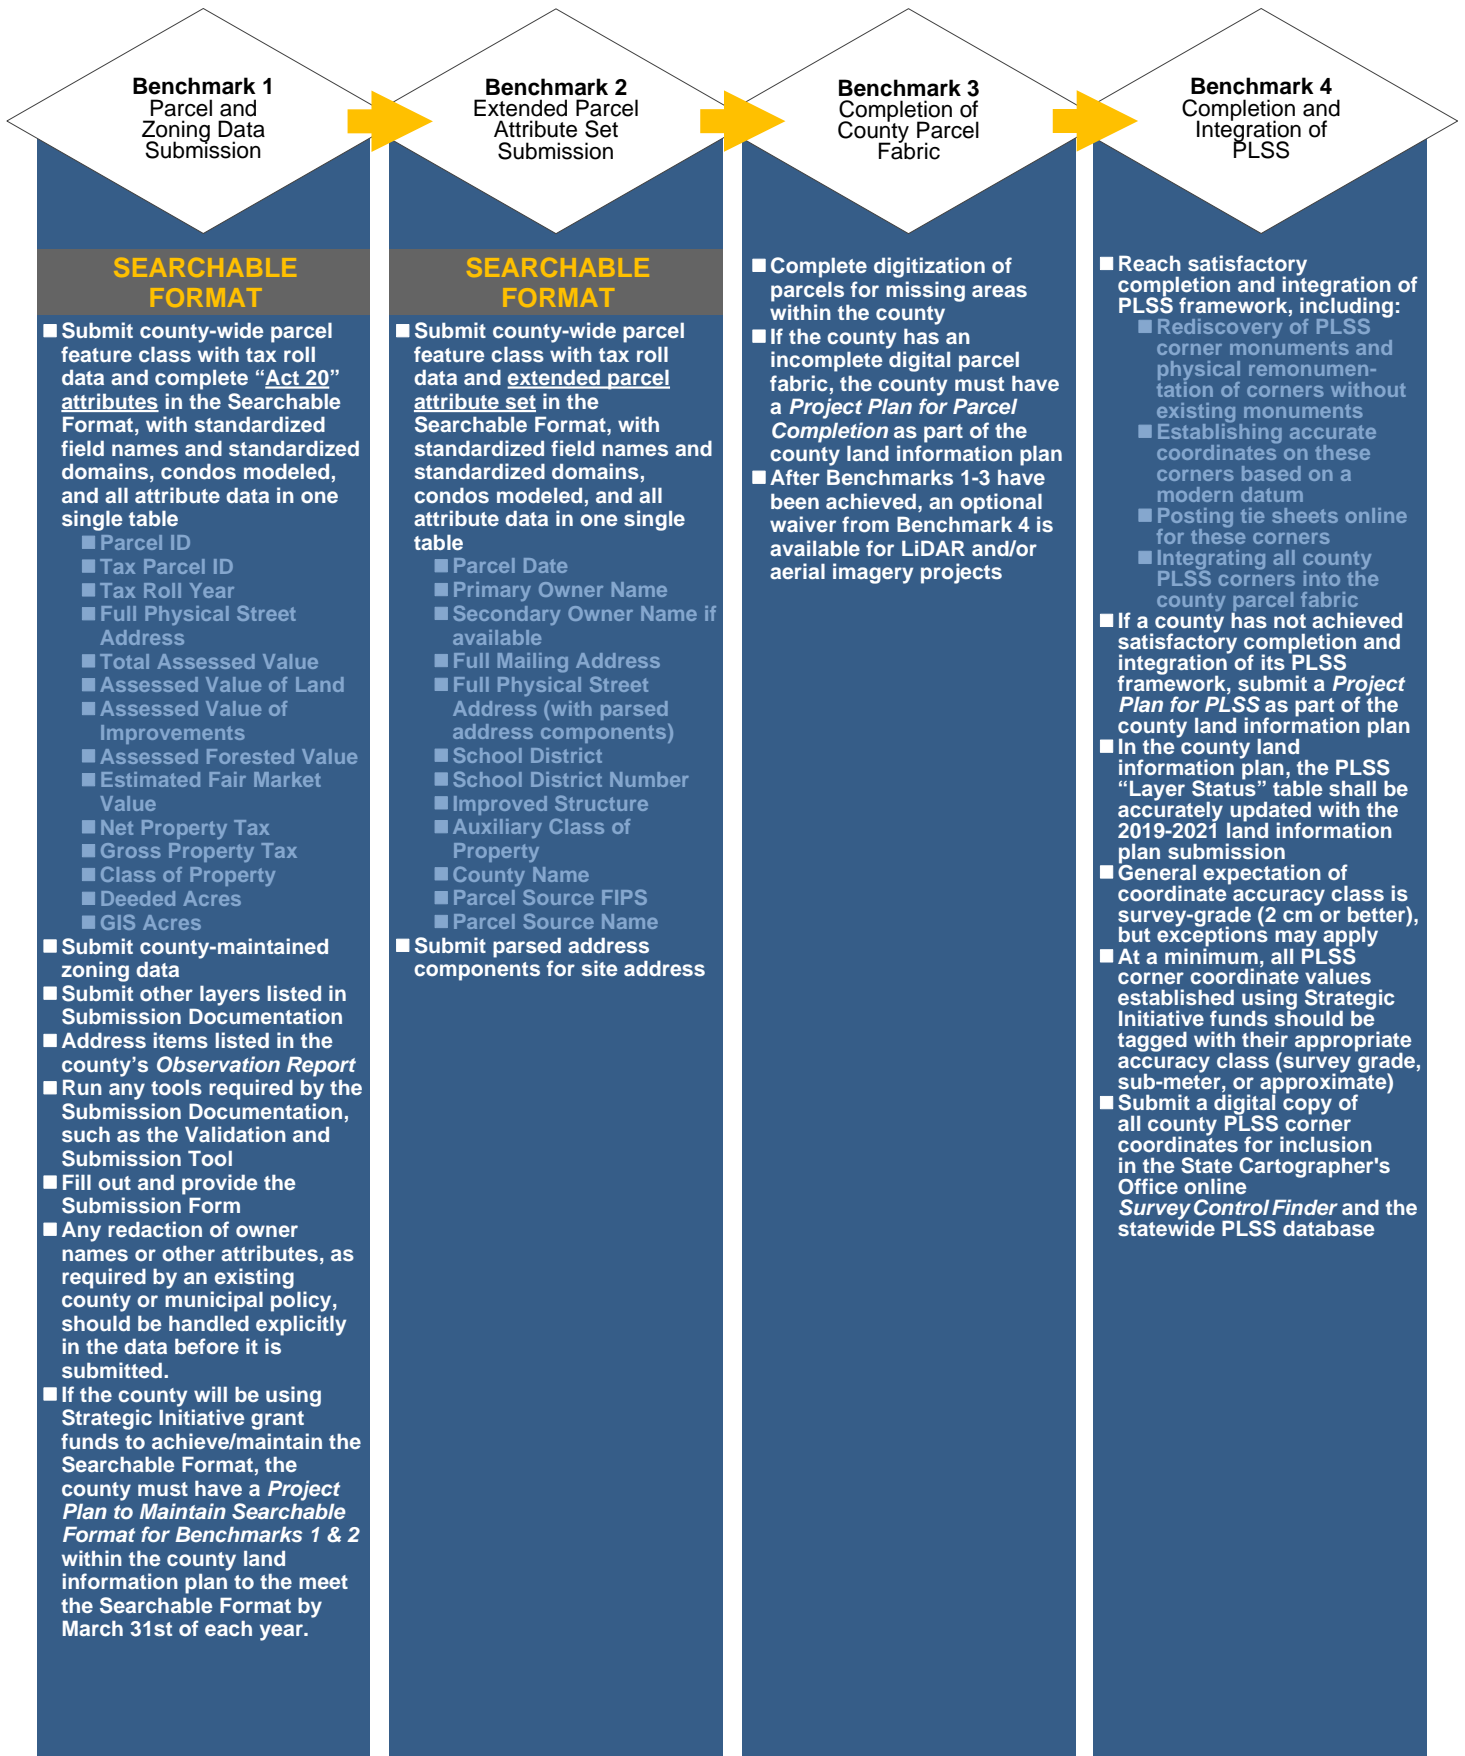 Benchmark 1
Parcel and
Zoning Data
Submission
SEARCHABLE
FORMAT
■ Submit county-wide parcel
feature class with tax roll
data and complete “Act 20”
attributes in the Searchable
Format, with standardized
field names and standardized
domains, condos modeled,
and all attribute data in one
single table
■ Parcel ID
■ Tax Parcel ID
■ Tax Roll Year
■ Full Physical Street
Address
■ Total Assessed Value
■ Assessed Value of Land
■ Assessed Value of
Improvements
■ Assessed Forested Value
■ Estimated Fair Market
Value
■ Net Property Tax
■ Gross Property Tax
■ Class of Property
■ Deeded Acres
■ GIS Acres
■ Submit county-maintained
zoning data
■ Submit other layers listed in
Submission Documentation
■ Address items listed in the
county’s Observation Report
■ Run any tools required by the
Submission Documentation,
such as the Validation and
Submission Tool
■ Fill out and provide the
Submission Form
■ Any redaction of owner
names or other attributes, as
required by an existing
county or municipal policy,
should be handled explicitly
in the data before it is
submitted.
■ If the county will be using
Strategic Initiative grant
funds to achieve/maintain the
Searchable Format, the
county must have a Project
Plan to Maintain Searchable
Format for Benchmarks 1 & 2
within the county land
information plan to the meet
the Searchable Format by
March 31st of each year.
Benchmark 2
Extended Parcel
Attribute Set
Submission
SEARCHABLE
FORMAT
■ Submit county-wide parcel
feature class with tax roll
data and extended parcel
attribute set in the
Searchable Format, with
standardized field names and
standardized domains,
condos modeled, and all
attribute data in one single
table
■ Parcel Date
■ Primary Owner Name
■ Secondary Owner Name if
available
■ Full Mailing Address
■ Full Physical Street
Address (with parsed
address components)
■ School District
■ School District Number
■ Improved Structure
■ Auxiliary Class of
Property
■ County Name
■ Parcel Source FIPS
■ Parcel Source Name
■ Submit parsed address
components for site address
Benchmark 3
Completion of
County Parcel
Fabric
■ Complete digitization of
parcels for missing areas
within the county
■ If the county has an
incomplete digital parcel
fabric, the county must have
a Project Plan for Parcel
Completion as part of the
county land information plan
■ After Benchmarks 1-3 have
been achieved, an optional
waiver from Benchmark 4 is
available for LiDAR and/or
aerial imagery projects
Benchmark 4
Completion and
Integration of
PLSS
■ Reach satisfactory
completion and integration of
PLSS framework, including:
■ Rediscovery of PLSS
corner monuments and
physical remonumen-
tation of corners without
existing monuments
■ Establishing accurate
coordinates on these
corners based on a
modern datum
■ Posting tie sheets online
for these corners
■ Integrating all county
PLSS corners into the
county parcel fabric
■ If a county has not achieved
satisfactory completion and
integration of its PLSS
framework, submit a Project
Plan for PLSS as part of the
county land information plan
■ In the county land
information plan, the PLSS
“Layer Status” table shall be
accurately updated with the
2019-2021 land information
plan submission
■ General expectation of
coordinate accuracy class is
survey-grade (2 cm or better),
but exceptions may apply
■ At a minimum, all PLSS
corner coordinate values
established using Strategic
Initiative funds should be
tagged with their appropriate
accuracy class (survey grade,
sub-meter, or approximate)
■ Submit a digital copy of
all county PLSS corner
coordinates for inclusion
in the State Cartographer's
Office online
Survey Control Finder and the
statewide PLSS database